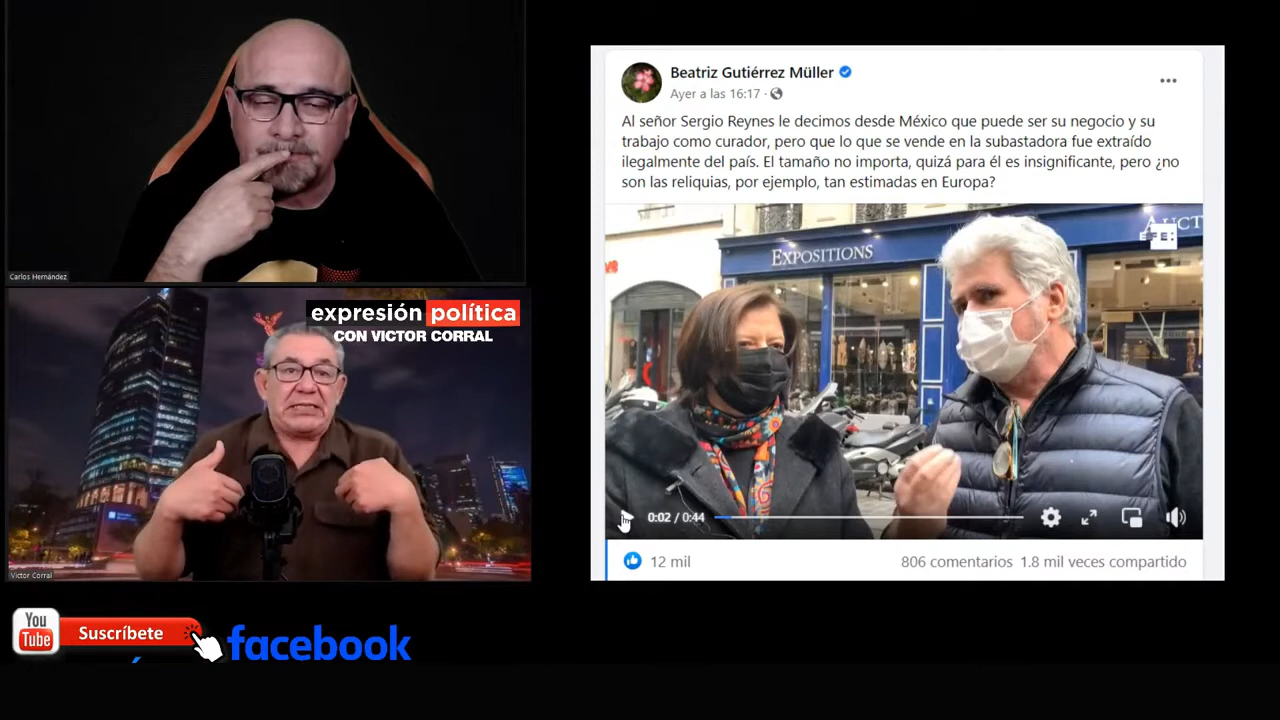 Carlos Hernández
expresión política
CON VICTOR CORRAL
Victor Corral
You
Tube
Suscríbete
facebook
Beatriz Gutiérrez Müller
Ayer a las 16:17 ·
Al señor Sergio Reynes le decimos desde México que puede ser su negocio y su
trabajo como curador, pero que lo que se vende en la subastadora fue extraído
ilegalmente del país. El tamaño no importa, quizá para él es insignificante, pero ¿no
son las reliquias, por ejemplo, tan estimadas en Europa?
EXPOSITIONS
AUCT
EFE:
0:02 / 0:44
12 mil
806 comentarios 1.8 mil veces compartido